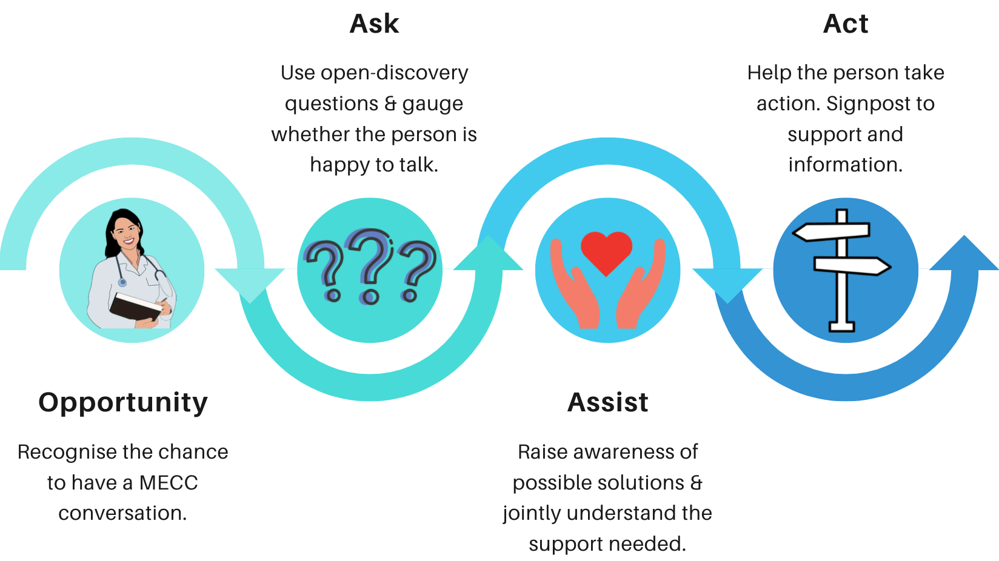 Opportunity
Recognise the chance
to have a MECC
conversation.
Ask
Use open-discovery
questions & gauge
whether the person is
happy to talk.
Assist
Raise awareness of
possible solutions &
jointly understand the
support needed.
Act
Help the person take
action. Signpost to
support and
information.